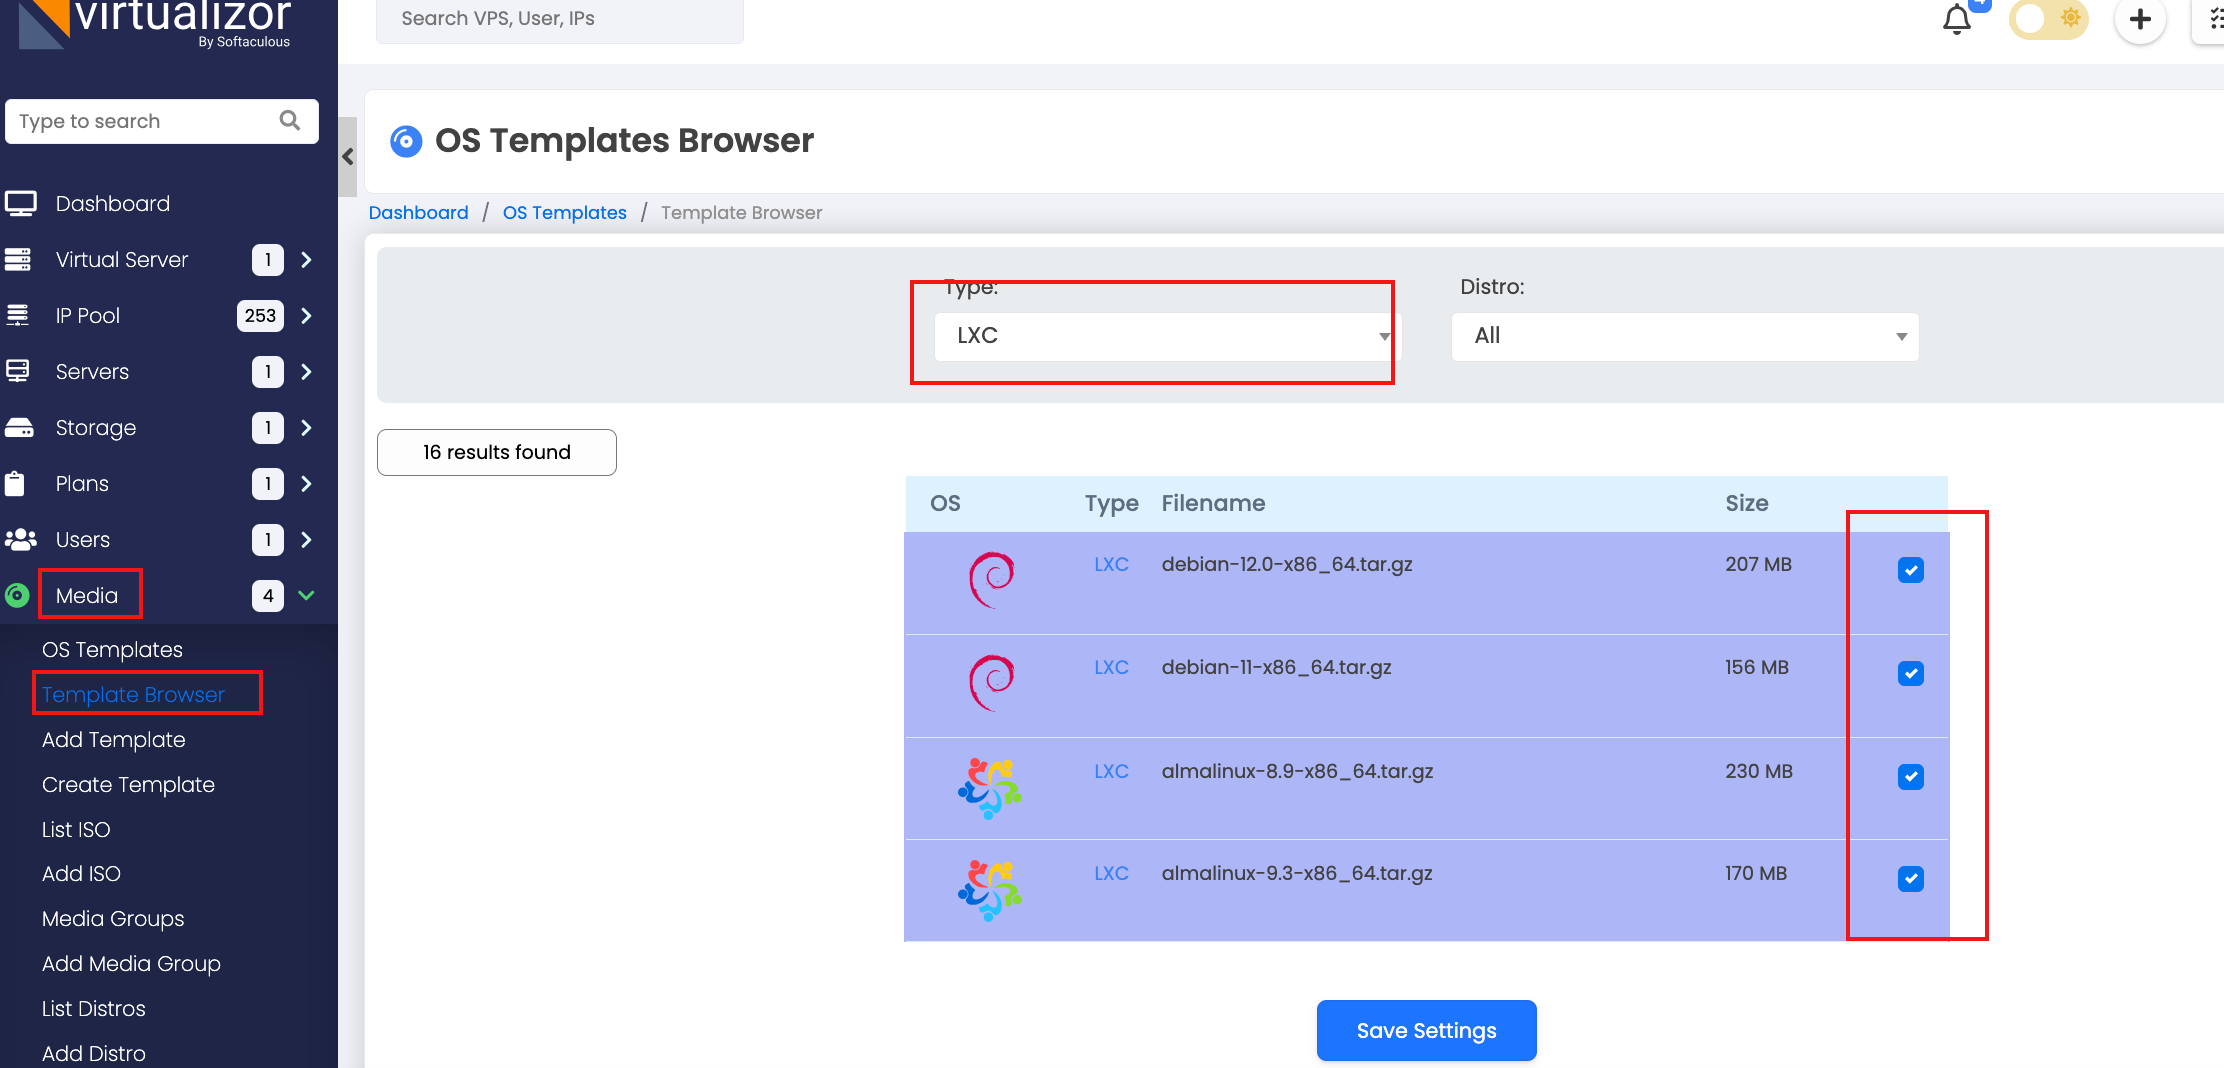 virtualizor
By Softaculous
Search VPS, User, IPs
Type to search
Dashboard
Virtual Server 1
IP Pool 253
Servers 1
Storage 1
Plans 1
Users 1
Media 4
OS Templates
Template Browser
Add Template
Create Template
List ISO
Add ISO
Media Groups
Add Media Group
List Distros
Add Distro
OS Templates Browser
Dashboard / OS Templates / Template Browser
Type: Distro:
LXC All
16 results found
OS Type Filename Size
LXC debian-12.0-x86_64.tar.gz 207 MB
LXC debian-11-x86_64.tar.gz 156 MB
LXC almalinux-8.9-x86_64.tar.gz 230 MB
LXC almalinux-9.3-x86_64.tar.gz 170 MB
Save Settings